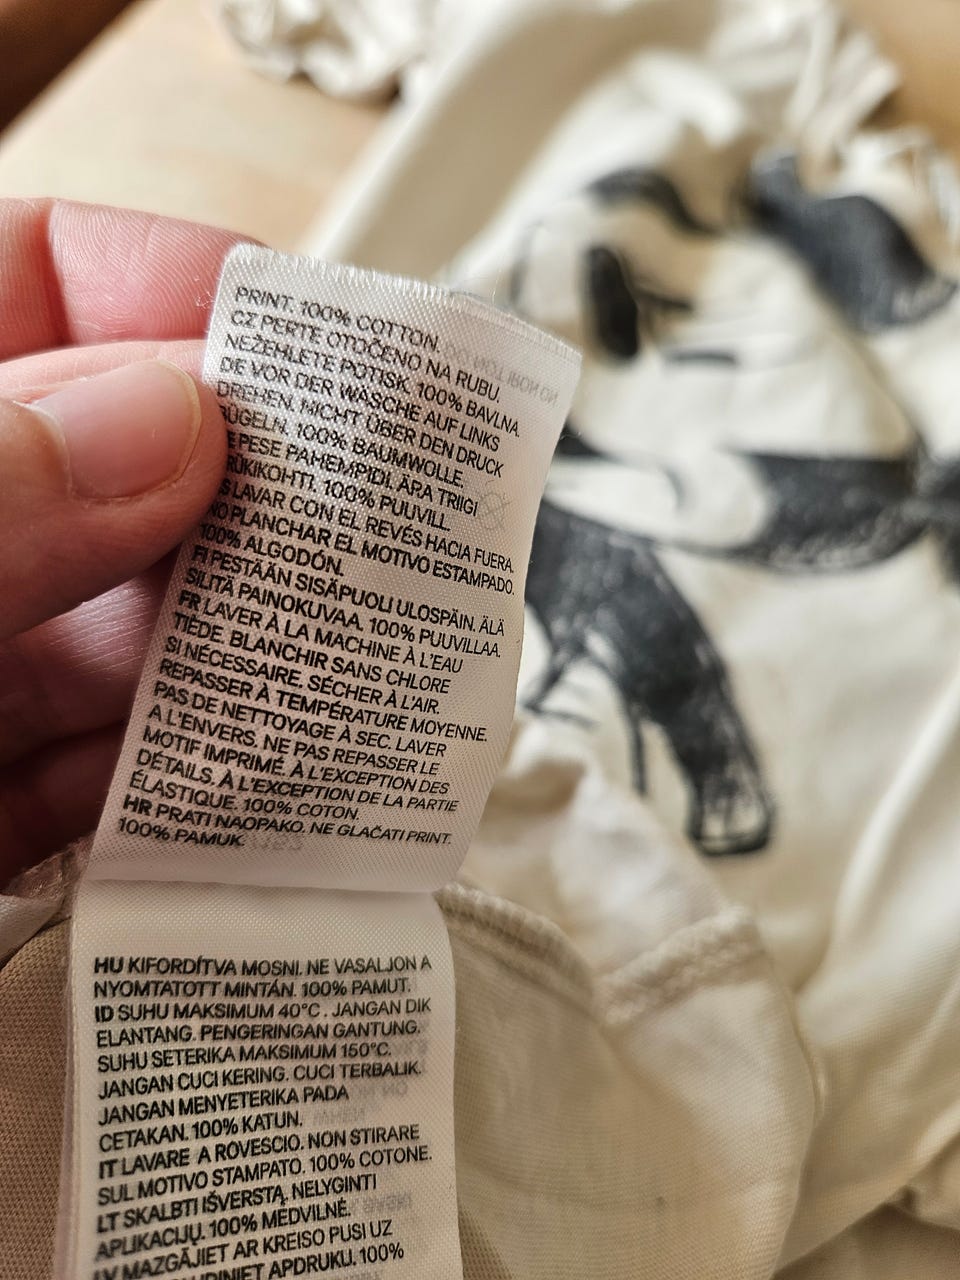 PRINT. 100% COTTON.
CZ PERTE OTOČENO NA RUBU.
NEŽEHLETE POTISK. 100% BAVLNA.
DE VOR DER WÄSCHE AUF LINKS
DREHEN. NICHT ÜBER DEN DRUCK
BÜGELN. 100% BAUMWOLLE.
PESE PAHEMPIDI. ÄRA TRIIGI
TRÜKIKOHTI. 100% PUUVILL.
LAVAR CON EL REVÉS HACIA FUERA.
NO PLANCHAR EL MOTIVO ESTAMPADO.
100% ALGODÓN.
FI PESTÄÄN SISÄPUOLI ULOSPÄIN. ÄLÄ
SILITÄ PAINOKUVAA. 100% PUUVILLAA.
FR LAVER À LA MACHINE À L'EAU
TIÈDE. BLANCHIR SANS CHLORE
SI NÉCESSAIRE. SÉCHER À L'AIR.
REPASSER À TEMPÉRATURE MOYENNE.
PAS DE NETTOYAGE À SEC. LAVER
A L'ENVERS. NE PAS REPASSER LE
MOTIF IMPRIMÉ. À L'EXCEPTION DES
DÉTAILS. À L'EXCEPTION DE LA PARTIE
ÉLASTIQUE. 100% COTON.
HR PRATI NAOPAKO. NE GLAČATI PRINT.
100% PAMUK.
HU KIFORDÍTVA MOSNI. NE VASALJON A
NYOMTATOTT MINTÁN. 100% PAMUT.
ID SUHU MAKSIMUM 40°C . JANGAN DIK
ELANTANG. PENGERINGAN GANTUNG.
SUHU SETERIKA MAKSIMUM 150°C.
JANGAN CUCI KERING. CUCI TERBALIK.
JANGAN MENYETERIKA PADA
CETAKAN. 100% KATUN.
IT LAVARE A ROVESCIO. NON STIRARE
SUL MOTIVO STAMPATO. 100% COTONE.
LT SKALBTI IŠVERSTĄ. NELYGINTI
APLIKACIJŲ. 100% MEDVILNĖ.
LV MAZGĀJIET AR KREISO PUSI UZ
APDRUKU. 100%